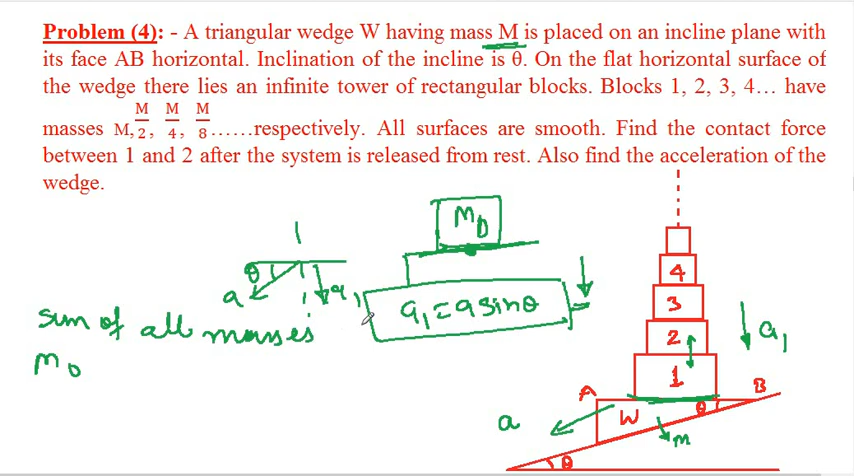 Problem (4): - A triangular wedge W having mass M is placed on an incline plane with
its face AB horizontal. Inclination of the incline is θ. On the flat horizontal surface of
the wedge there lies an infinite tower of rectangular blocks. Blocks 1, 2, 3, 4… have
masses M, M/2, M/4, M/8……respectively. All surfaces are smooth. Find the contact force
between 1 and 2 after the system is released from rest. Also find the acceleration of the
wedge.
M₀
θ
a
a₁
a₁ = a sinθ
=
sum of all masses
M₀
4
3
2
1
a₁
A
B
W
θ
a
M
θ